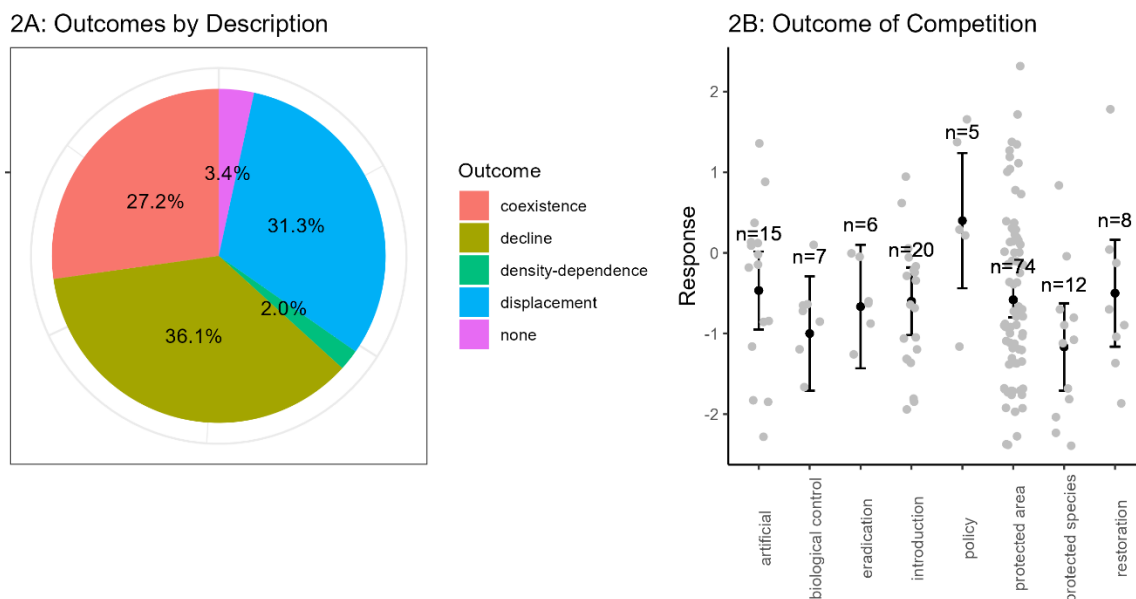 2A: Outcomes by Description
3.4%
27.2%
31.3%
2.0%
36.1%
Outcome
coexistence
decline
density-dependence
displacement
none
2B: Outcome of Competition
Response
2
1
0
-1
-2
n=15
n=7
n=6
n=20
n=5
n=74
n=12
n=8
artificial
biological control
eradication
introduction
policy
protected area
protected species
restoration